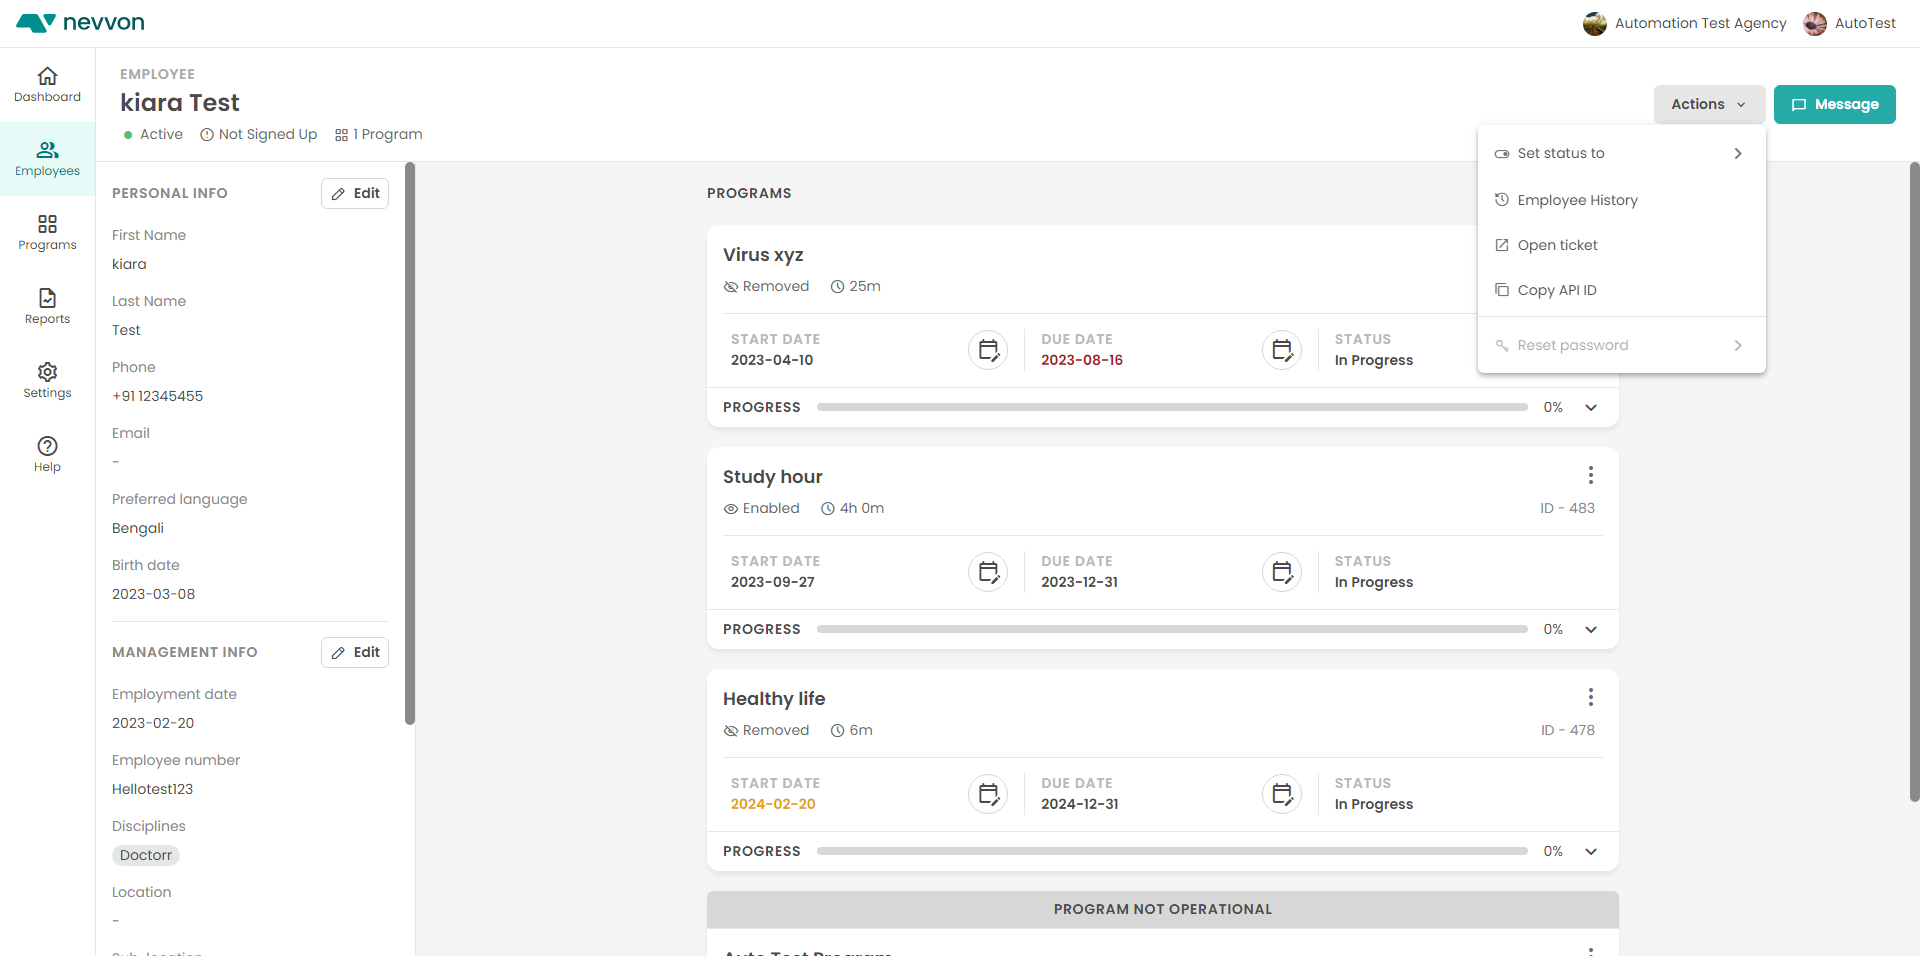 nevvon
Automation Test Agency
AutoTest
Dashboard
Employees
Programs
Reports
Settings
Help
EMPLOYEE
kiara Test
Active
Not Signed Up
1 Program
Actions
Message
Set status to
Employee History
Open ticket
Copy API ID
Reset password
PERSONAL INFO
Edit
First Name
kiara
Last Name
Test
Phone
+91 12345455
Email
-
Preferred language
Bengali
Birth date
2023-03-08
MANAGEMENT INFO
Edit
Employment date
2023-02-20
Employee number
Hellotest123
Disciplines
Doctorr
Location
-
Sub-location
PROGRAMS
Virus xyz
Removed
25m
START DATE
2023-04-10
DUE DATE
2023-08-16
STATUS
In Progress
PROGRESS
0%
Study hour
Enabled
4h 0m
ID - 483
START DATE
2023-09-27
DUE DATE
2023-12-31
STATUS
In Progress
PROGRESS
0%
Healthy life
Removed
6m
ID - 478
START DATE
2024-02-20
DUE DATE
2024-12-31
STATUS
In Progress
PROGRESS
0%
PROGRAM NOT OPERATIONAL
Auto Test Program